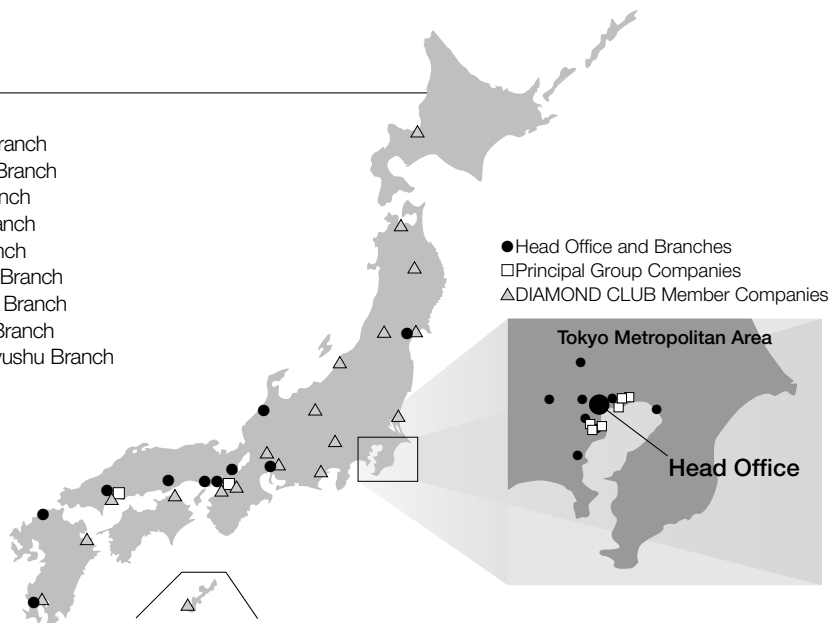 ranch
Branch
nch
anch
nch
Branch
Branch
Branch
yushu Branch
Head Office and Branches
Principal Group Companies
DIAMOND CLUB Member Companies
Tokyo Metropolitan Area
Head Office